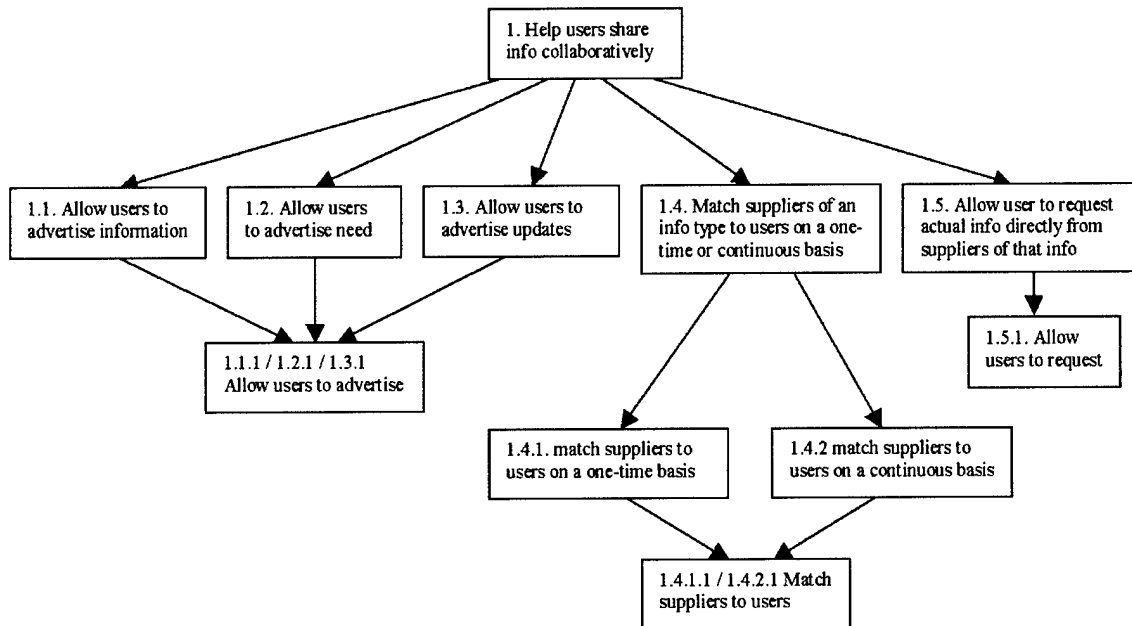 1. Help users share
info collaboratively
1.1. Allow users to
advertise information
1.2. Allow users
to advertise need
1.3. Allow users to
advertise updates
1.4. Match suppliers of an
info type to users on a one-
time or continuous basis
1.5. Allow user to request
actual info directly from
suppliers of that info
1.1.1 / 1.2.1 / 1.3.1
Allow users to advertise
1.5.1. Allow
users to request
1.4.1. match suppliers to
users on a one-time basis
1.4.2 match suppliers to
users on a continuous basis
1.4.1.1 / 1.4.2.1 Match
suppliers to users